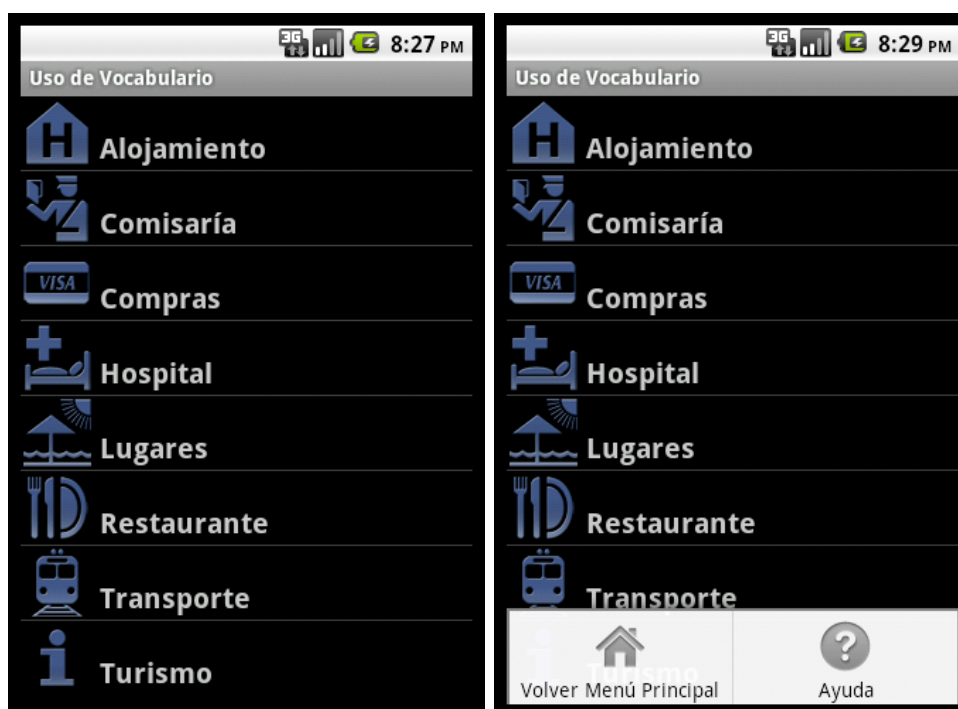 3G 8:27 PM
Uso de Vocabulario
H Alojamiento
Comisaría
VISA Compras
Hospital
Lugares
Restaurante
Transporte
Turismo
3G 8:29 PM
Uso de Vocabulario
H Alojamiento
Comisaría
VISA Compras
Hospital
Lugares
Restaurante
Transporte
Turismo
Volver Menú Principal
? Ayuda